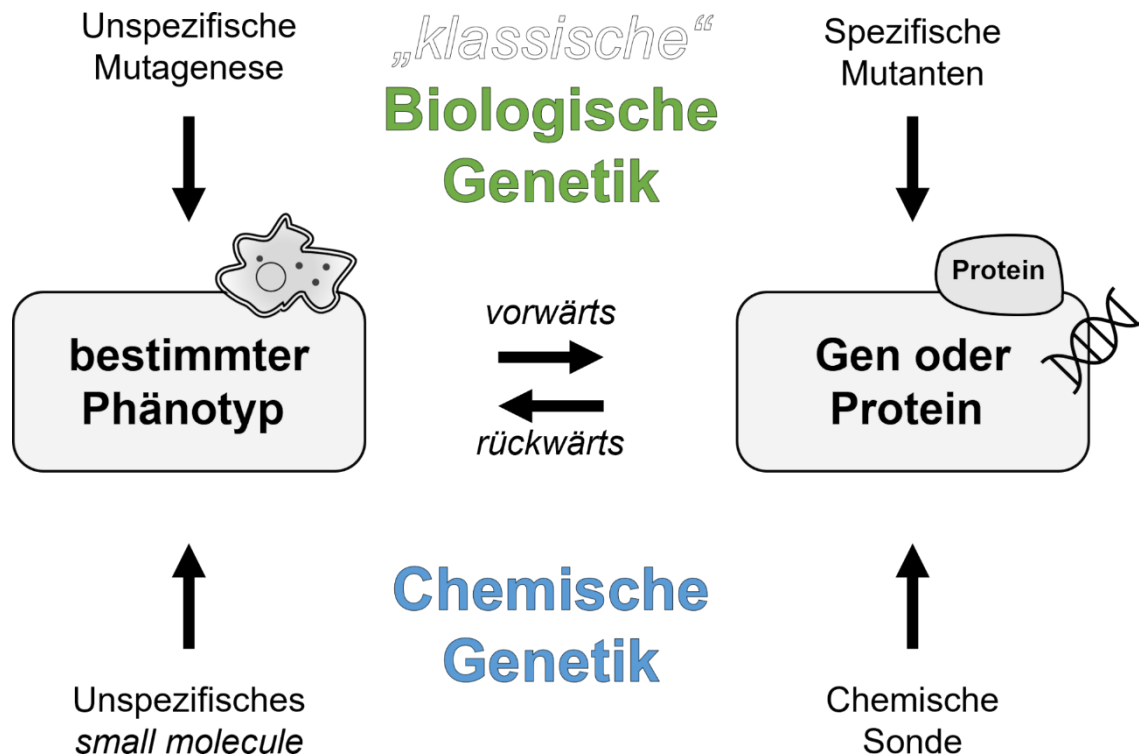 Unspezifische
Mutagenese
„klassische“
Biologische
Genetik
Spezifische
Mutanten
bestimmter
Phänotyp
vorwärts
rückwärts
Protein
Gen oder
Protein
Chemische
Genetik
Unspezifisches
small molecule
Chemische
Sonde